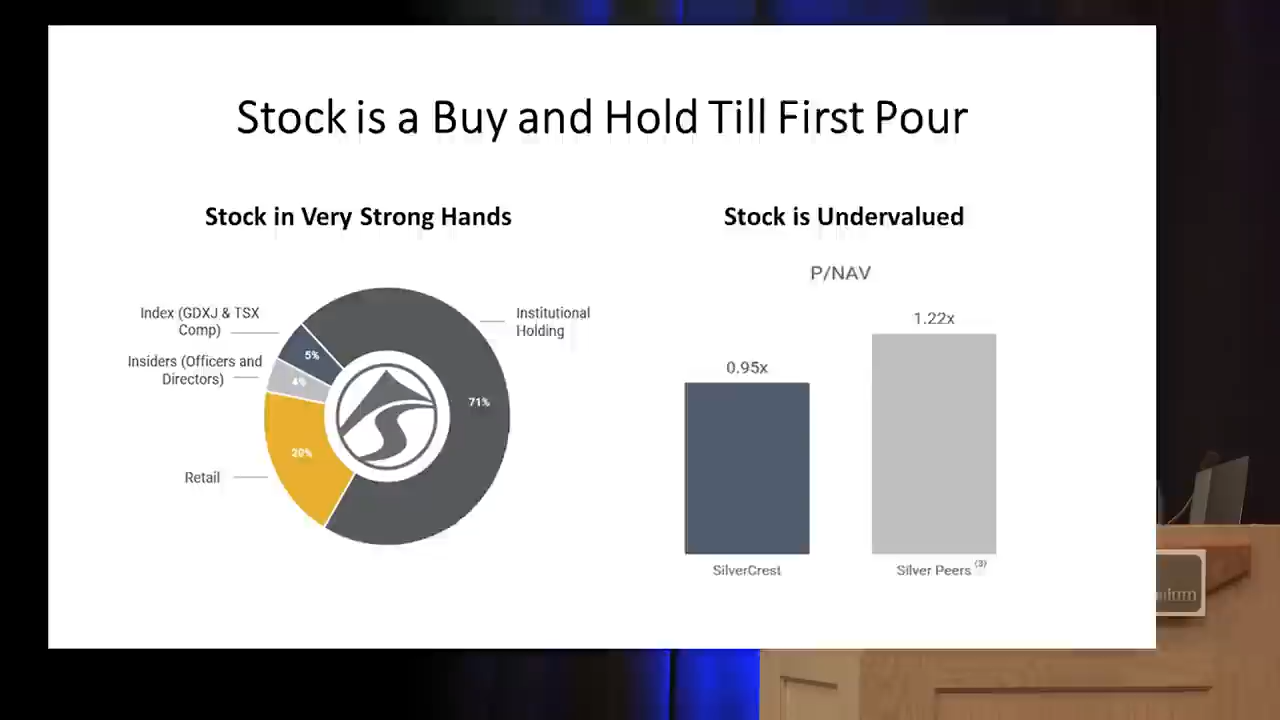 Stock is a Buy and Hold Till First Pour
Stock in Very Strong Hands
Index (GDXJ & TSX
Comp)
Insiders (Officers and
Directors)
Retail
Institutional
Holding
5%
4%
20%
71%
Stock is Undervalued
P/NAV
0.95x
1.22x
SilverCrest
Silver Peers (3)